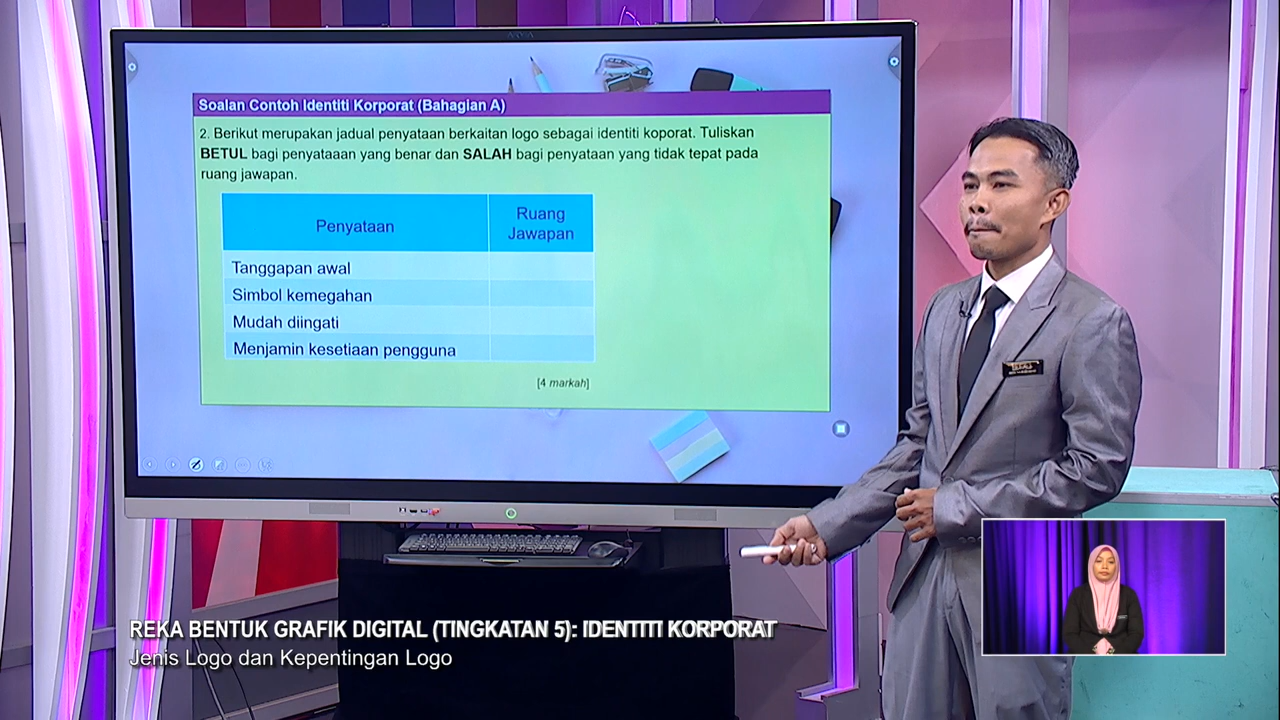 Soalan Contoh Identiti Korporat (Bahagian A)
2. Berikut merupakan jadual penyataan berkaitan logo sebagai identiti koporat. Tuliskan
BETUL bagi penyataaan yang benar dan SALAH bagi penyataan yang tidak tepat pada
ruang jawapan.
Penyataan
Ruang
Jawapan
Tanggapan awal
Simbol kemegahan
Mudah diingati
Menjamin kesetiaan pengguna
[4 markah]
REKA BENTUK GRAFIK DIGITAL (TINGKATAN 5): IDENTITI KORPORAT
Jenis Logo dan Kepentingan Logo